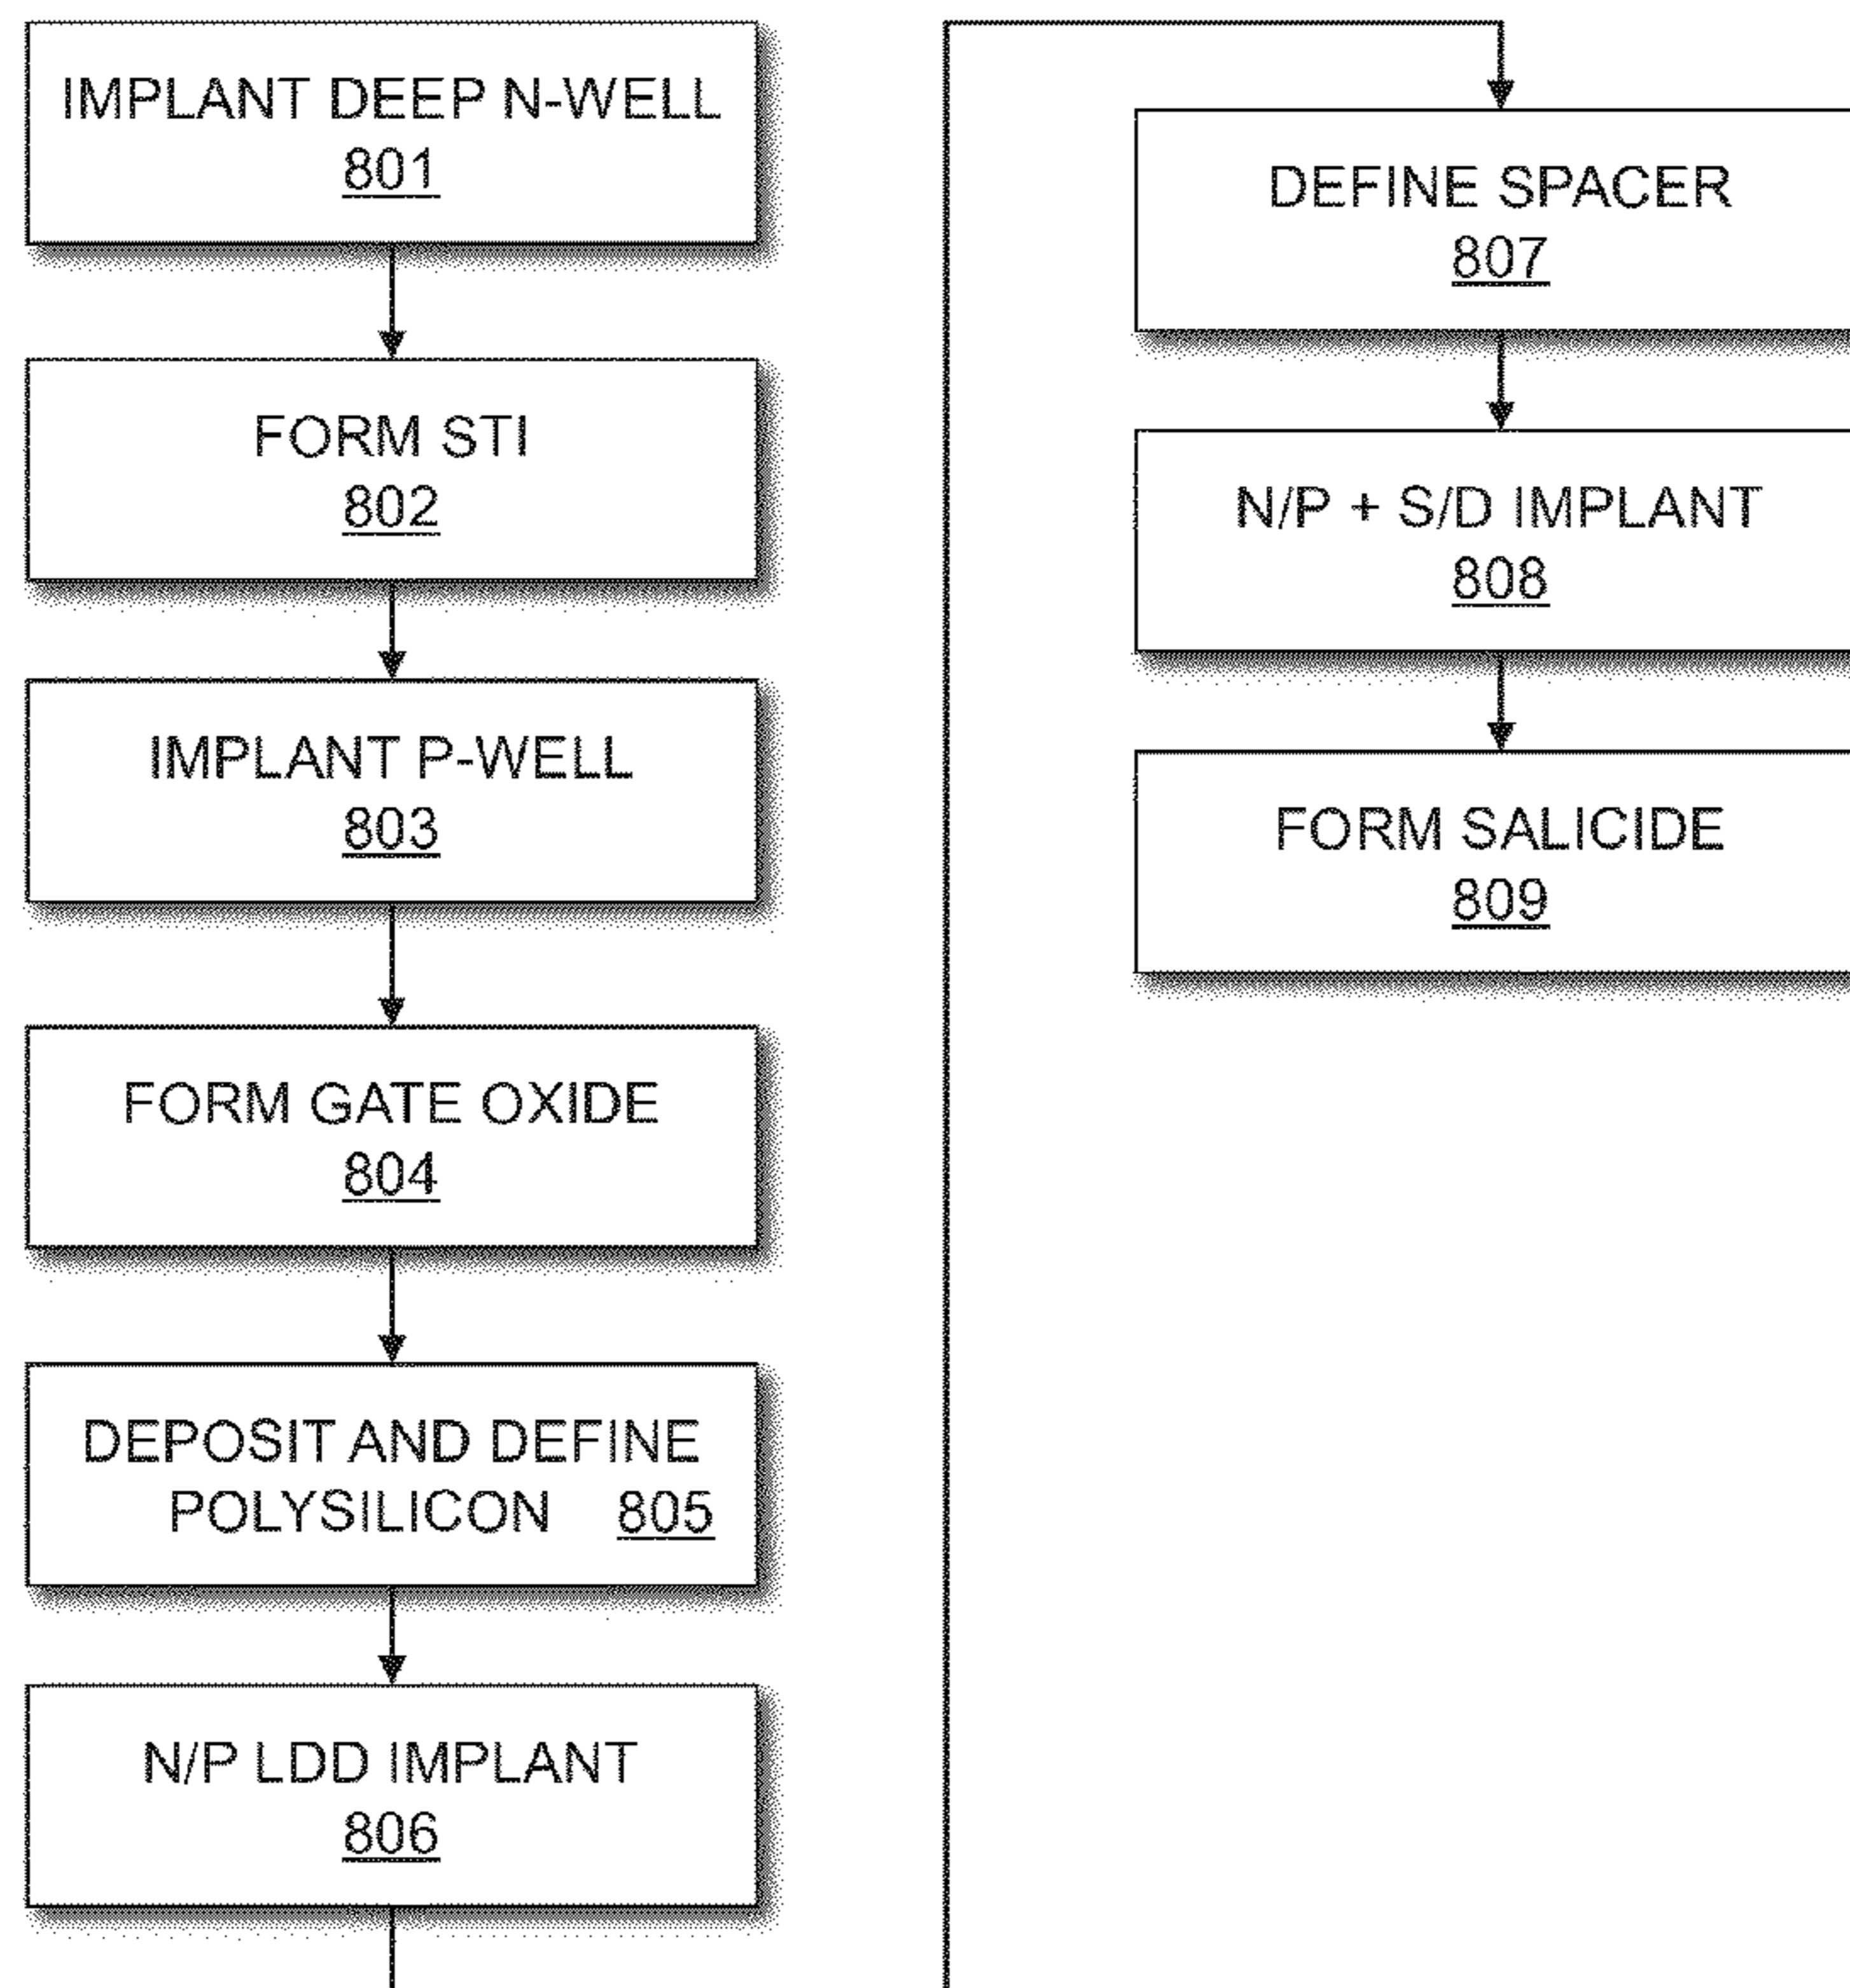 IMPLANT DEEP N-WELL
801
FORM STI
802
IMPLANT P-WELL
803
FORM GATE OXIDE
804
DEPOSIT AND DEFINE
POLYSILICON 805
N/P LDD IMPLANT
806
DEFINE SPACER
807
N/P + S/D IMPLANT
808
FORM SALICIDE
809